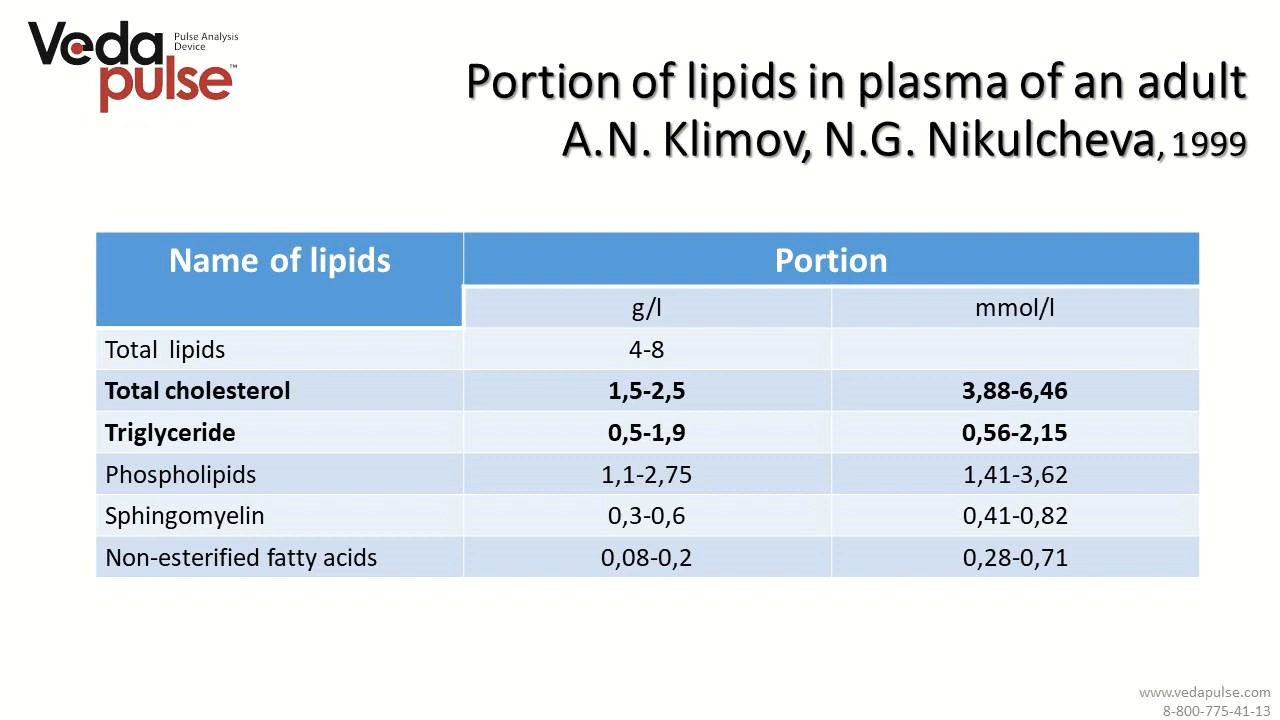 Veda
pulse™
Pulse Analysis
Device
Portion of lipids in plasma of an adult
A.N. Klimov, N.G. Nikulcheva, 1999
Name of lipids Portion
g/l mmol/l
Total lipids 4-8
Total cholesterol 1,5-2,5 3,88-6,46
Triglyceride 0,5-1,9 0,56-2,15
Phospholipids 1,1-2,75 1,41-3,62
Sphingomyelin 0,3-0,6 0,41-0,82
Non-esterified fatty acids 0,08-0,2 0,28-0,71
www.vedapulse.com
8-800-775-41-13